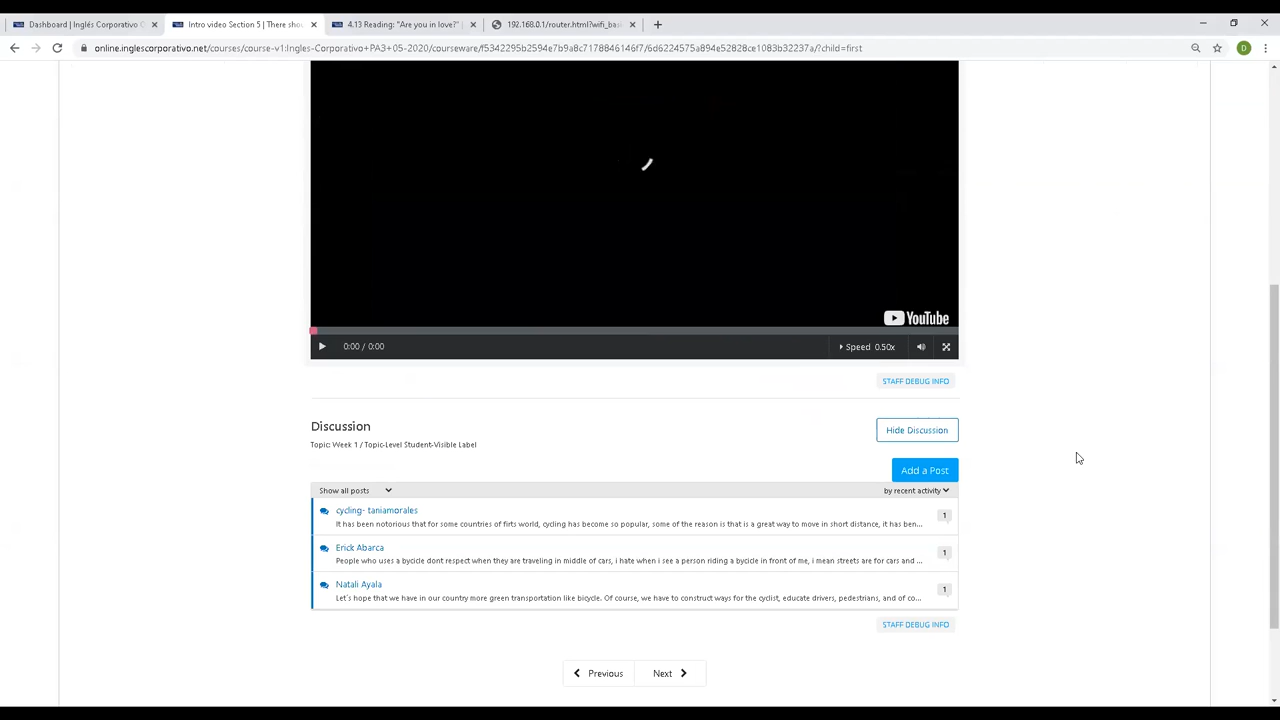 Dashboard | Inglés Corporativo
Intro video Section 5 | There shou
4.13 Reading: "Are you in love?" |
192.168.0.1/router.html?wifi_bas
online.inglescorporativo.net/courses/course-v1:Ingles-Corporativo+PA3+05-2020/courseware/f5342295b2594e7b9a8c7178846146f7/6d6224575a894e52828ce1083b32237a/?child=first
D
YouTube
0:00 / 0:00
Speed 0.50x
STAFF DEBUG INFO
Discussion
Hide Discussion
Topic: Week 1 / Topic-Level Student-Visible Label
Add a Post
Show all posts
by recent activity
cycling- taniamorales
It has been notorious that for some countries of firts world, cycling has become so popular, some of the reason is that is a great way to move in short distance, it has ben...
1
Erick Abarca
People who uses a bycicle dont respect when they are traveling in middle of cars, i hate when i see a person riding a bycicle in front of me, i mean streets are for cars and ...
1
Natali Ayala
Let's hope that we have in our country more green transportation like bicycle. Of course, we have to construct ways for the cyclist, educate drivers, pedestrians, and of co...
1
STAFF DEBUG INFO
Previous
Next